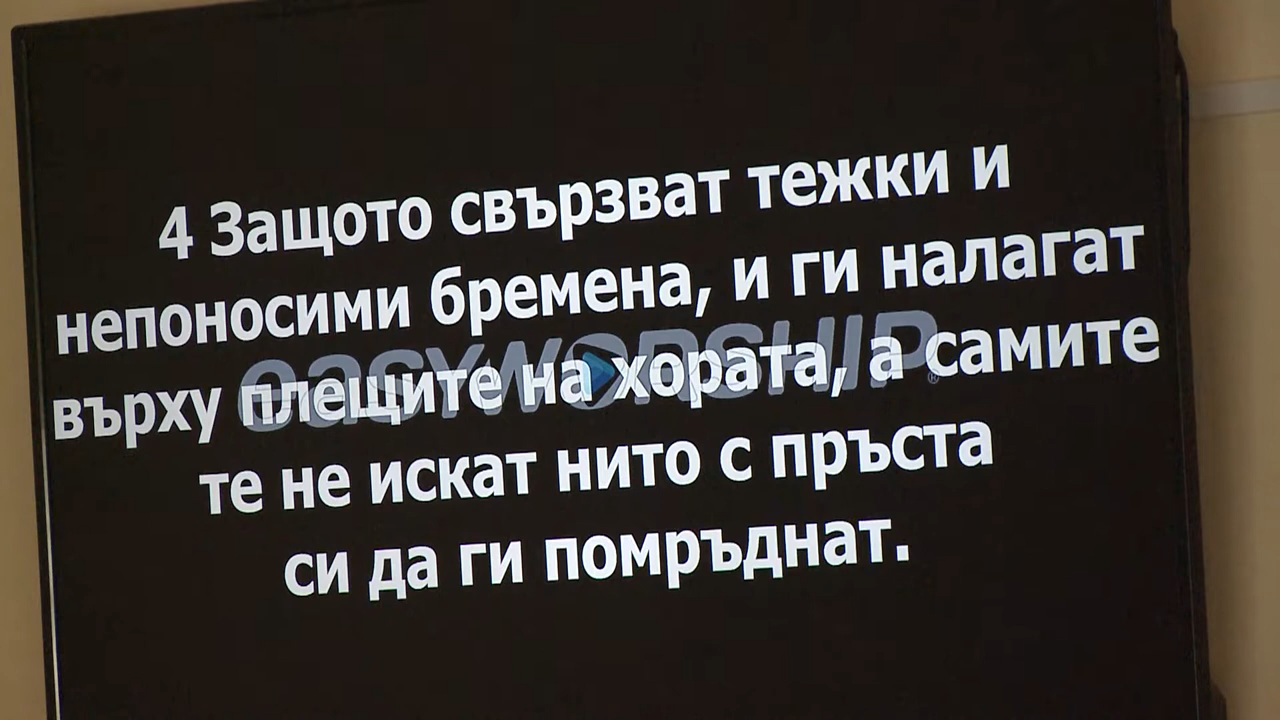 4 Защото свързват тежки и
непоносими бремена, и ги налагат
върху плещите на хората, а самите
те не искат нито с пръста
си да ги помръднат.
easyworship®